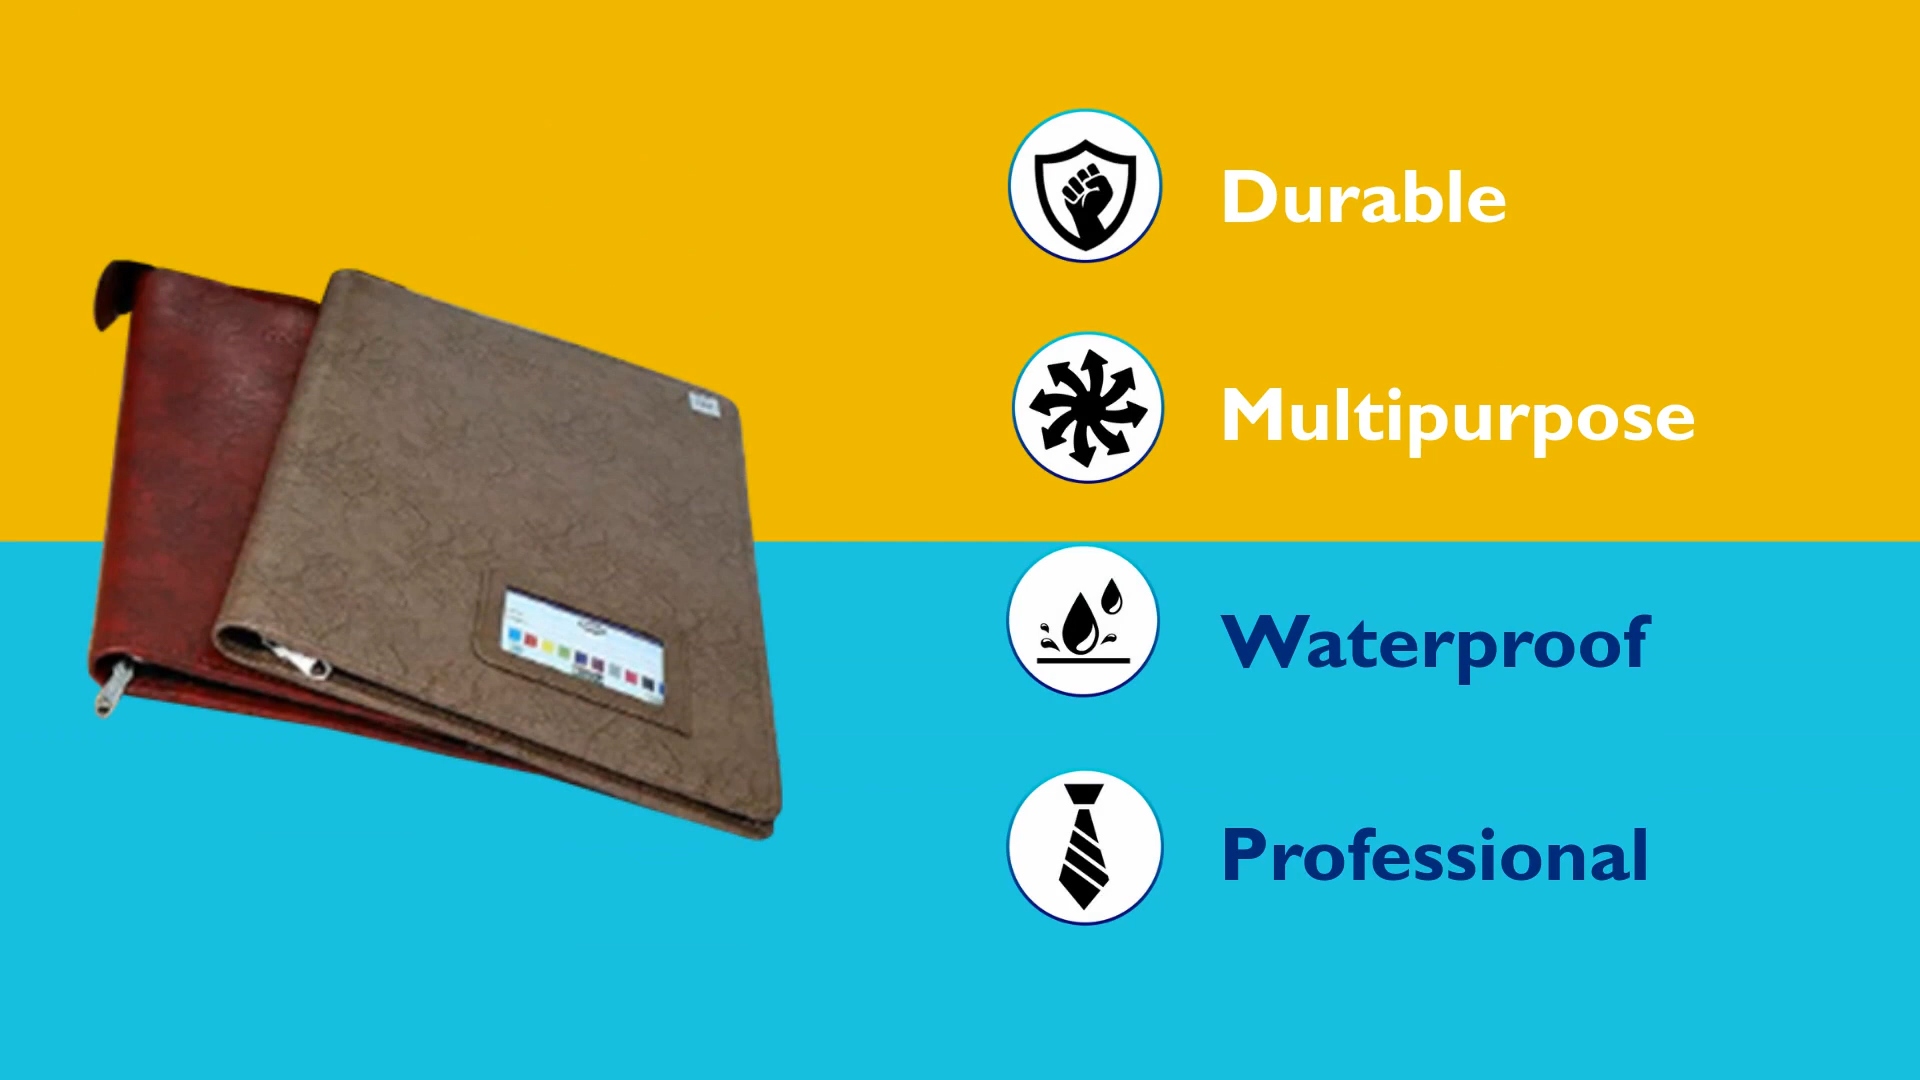 Durable
Multipurpose
Waterproof
Professional